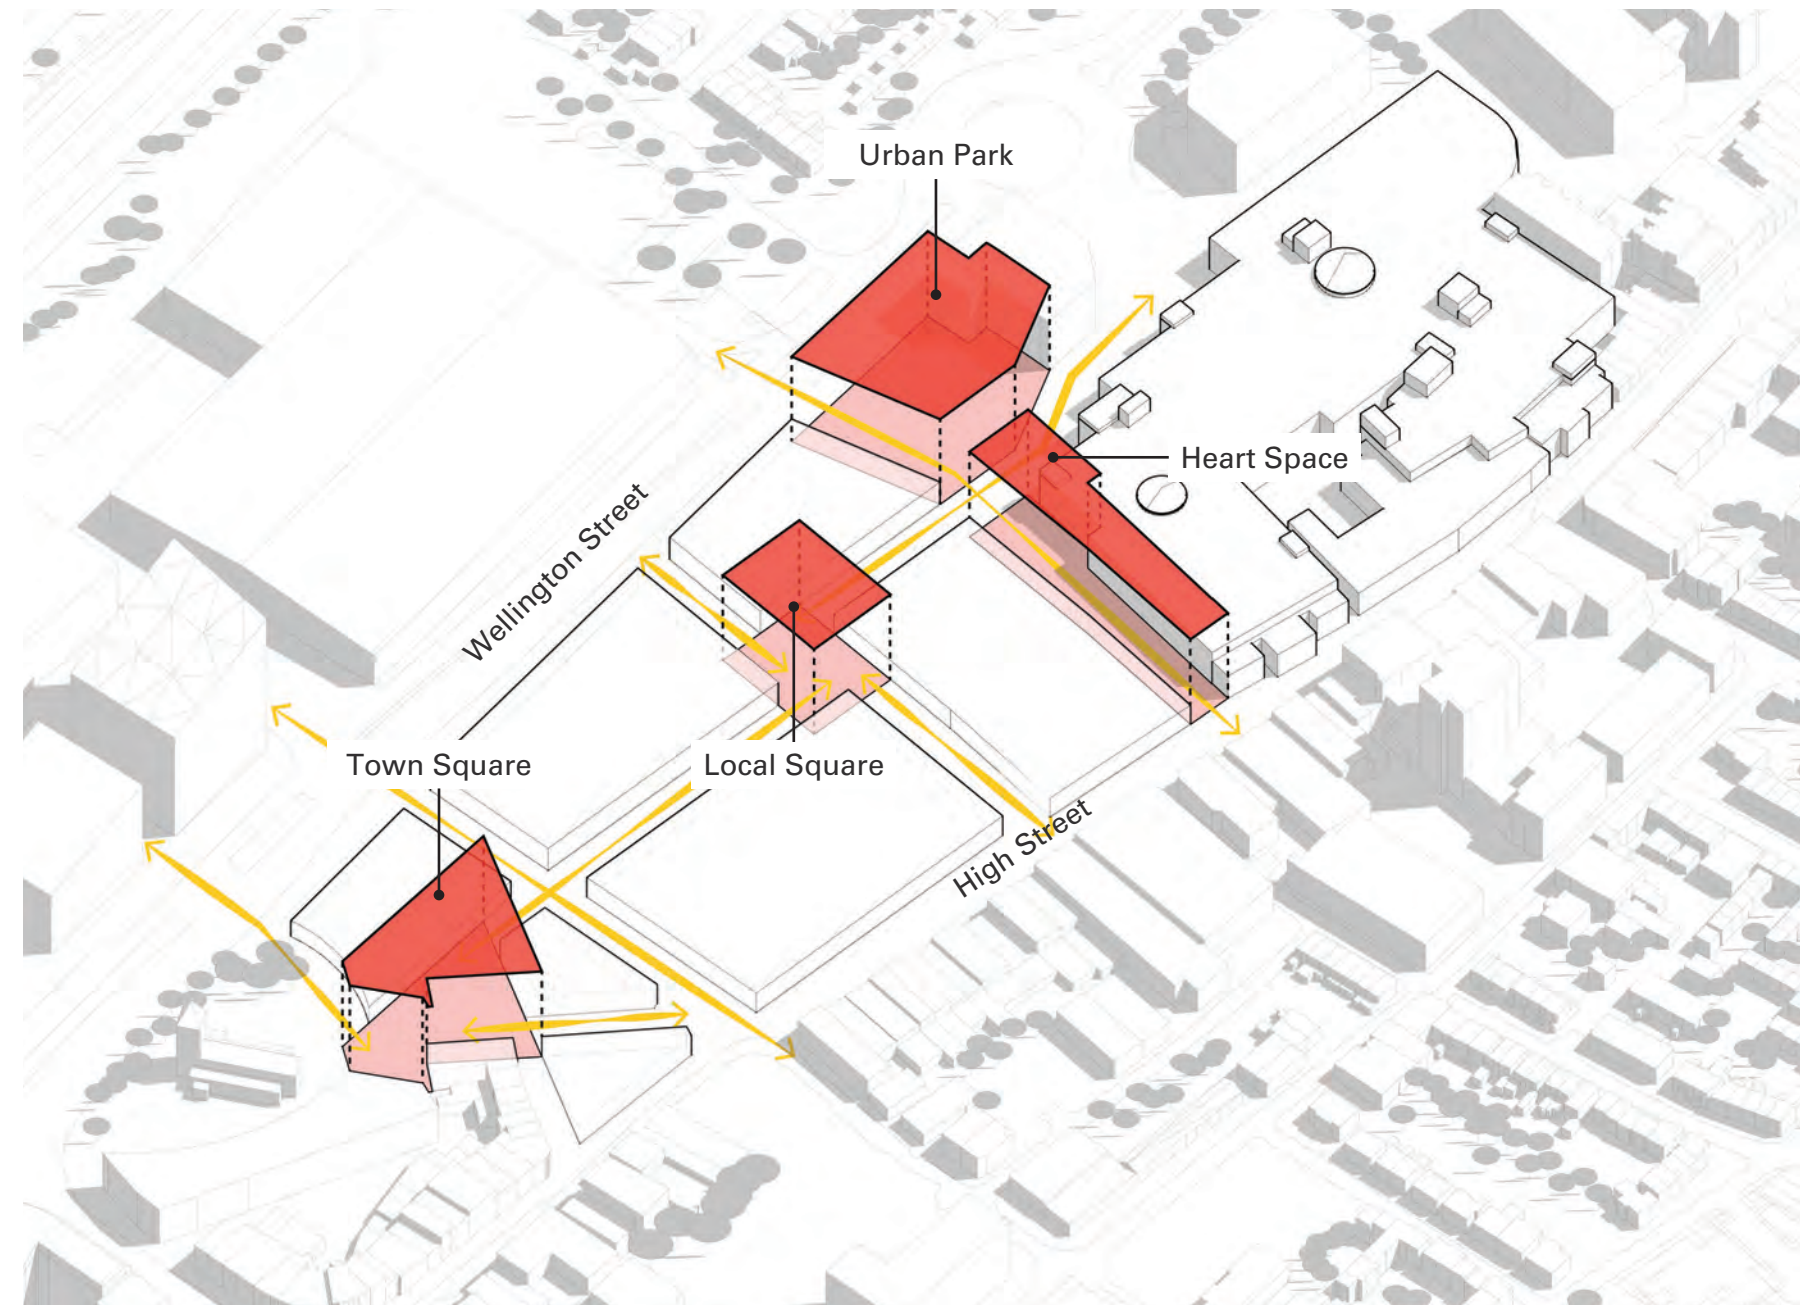 Urban Park
Heart Space
Wellington Street
Town Square
Local Square
High Street